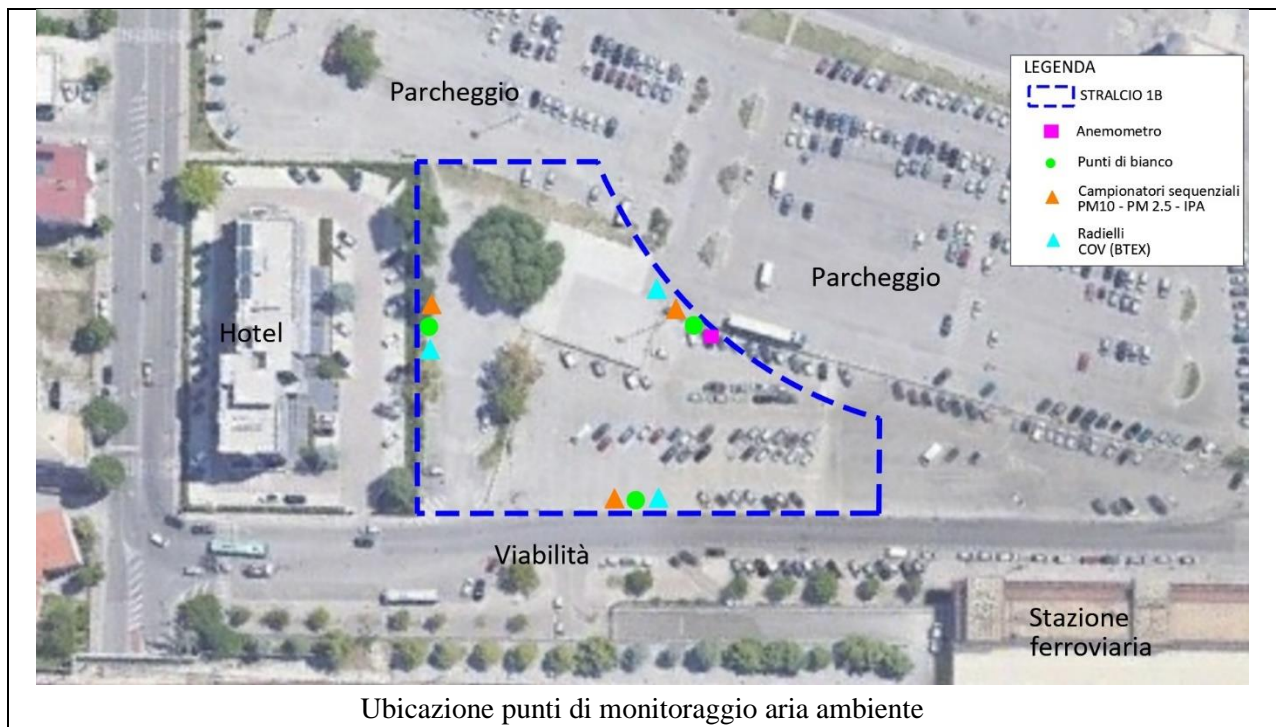 Parcheggio
LEGENDA
STRALCIO 1B
Anemometro
Punti di bianco
Campionatori sequenziali
PM10 - PM 2.5 - IPA
Radielli
COV (BTEX)
Parcheggio
Hotel
Viabilità
Stazione
ferroviaria
Ubicazione punti di monitoraggio aria ambiente